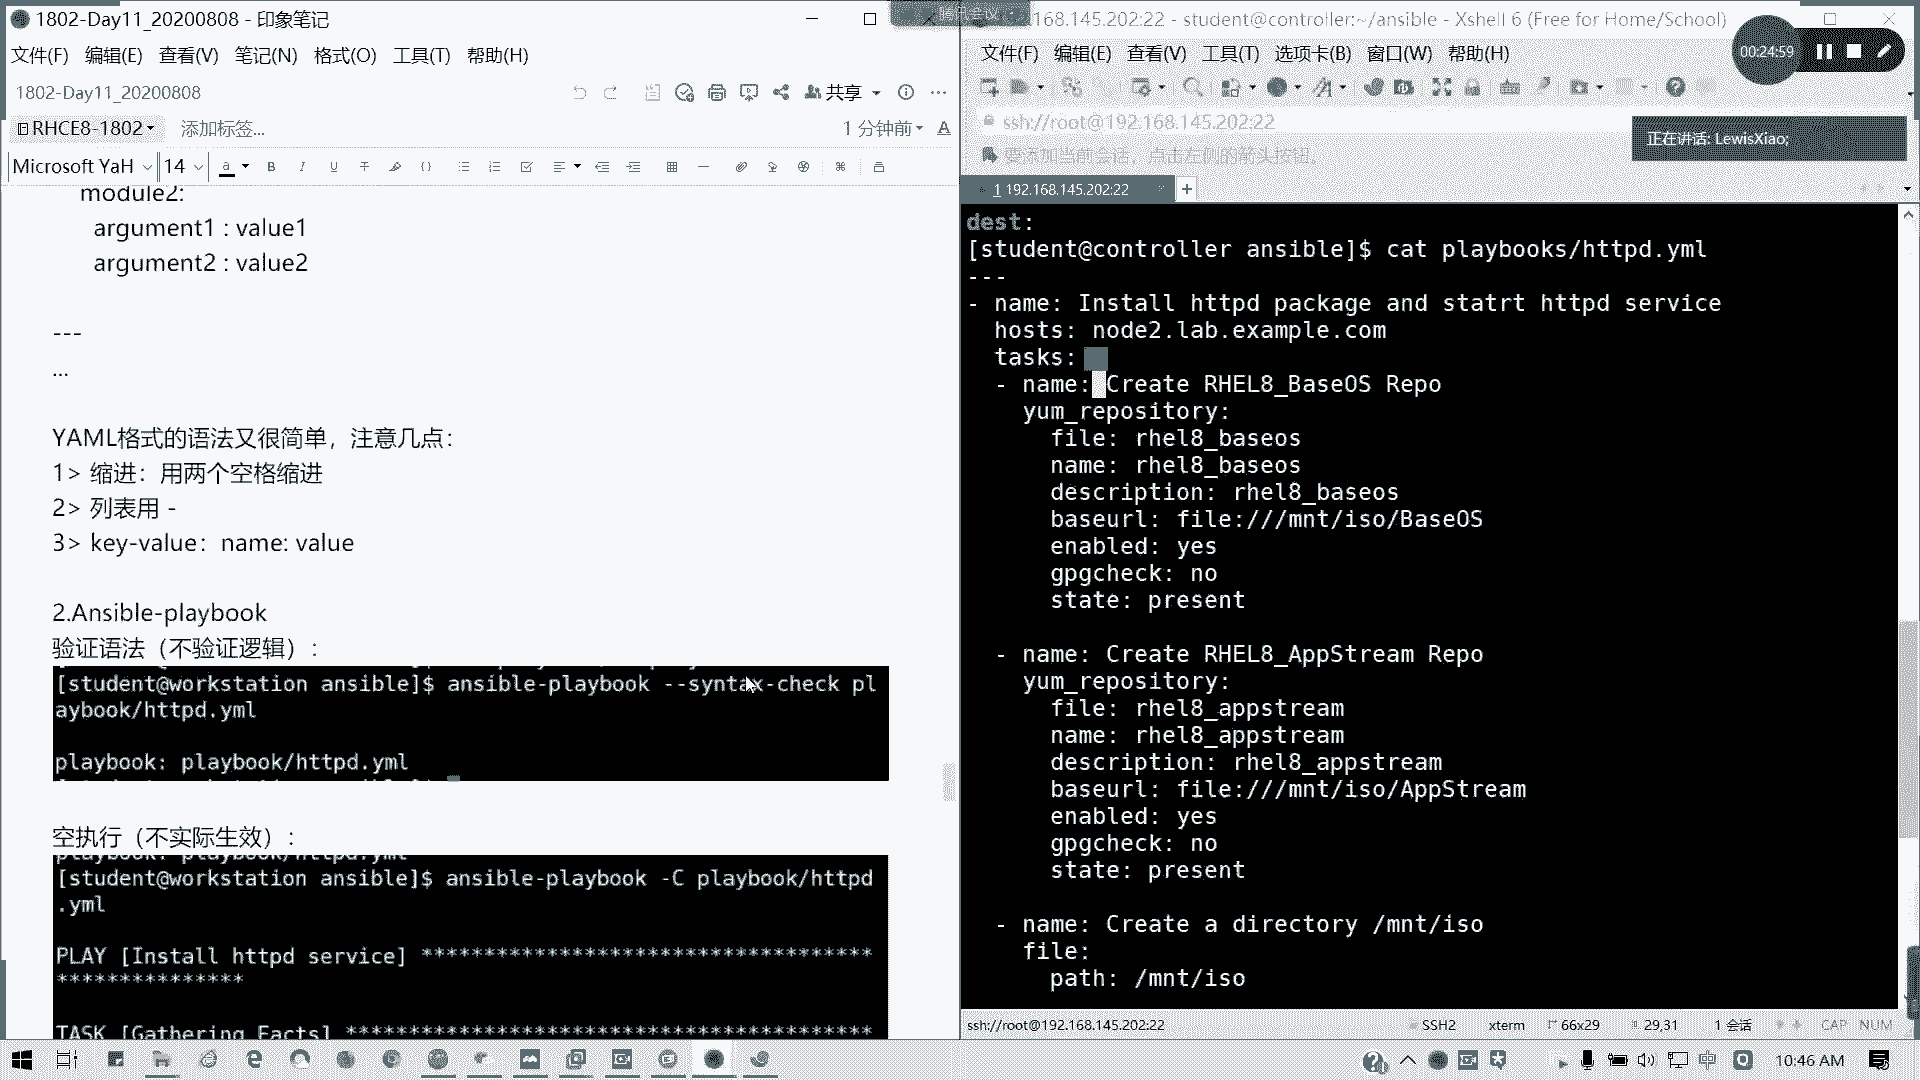 1802-Day11_20200808 - 印象笔记
文件(F) 编辑(E) 查看(V) 笔记(N) 格式(O) 工具(T) 帮助(H)
1802-Day11_20200808
共享
RHCE8-1802
添加标签...
1 分钟前
Microsoft YaH 14
module2:
argument1 : value1
argument2 : value2
---
...
YAML格式的语法又很简单，注意几点：
1> 缩进：用两个空格缩进
2> 列表用 -
3> key-value：name: value
2.Ansible-playbook
验证语法（不验证逻辑）：
[student@workstation ansible]$ ansible-playbook --syntax-check pl
aybook/httpd.yml
playbook: playbook/httpd.yml
空执行（不实际生效）：
playbook: playbook/httpd.yml
[student@workstation ansible]$ ansible-playbook -C playbook/httpd
.yml
PLAY [Install httpd service] ************************************
***************
TASK [Gathering Facts] ******************************************
腾讯会议
.168.145.202:22 - student@controller:~/ansible - Xshell 6 (Free for Home/School)
文件(F) 编辑(E) 查看(V) 工具(T) 选项卡(B) 窗口(W) 帮助(H)
00:24:59
ssh://root@192.168.145.202:22
正在讲话: LewisXiao;
要添加当前会话，点击左侧的箭头按钮。
1 192.168.145.202:22
dest:
[student@controller ansible]$ cat playbooks/httpd.yml
---
- name: Install httpd package and statrt httpd service
hosts: node2.lab.example.com
tasks:
- name: Create RHEL8_BaseOS Repo
yum_repository:
file: rhel8_baseos
name: rhel8_baseos
description: rhel8_baseos
baseurl: file:///mnt/iso/BaseOS
enabled: yes
gpgcheck: no
state: present
- name: Create RHEL8_AppStream Repo
yum_repository:
file: rhel8_appstream
name: rhel8_appstream
description: rhel8_appstream
baseurl: file:///mnt/iso/AppStream
enabled: yes
gpgcheck: no
state: present
- name: Create a directory /mnt/iso
file:
path: /mnt/iso
ssh://root@192.168.145.202:22 SSH2 xterm 66x29 29,31 1 会话 CAP NUM
中 10:46 AM